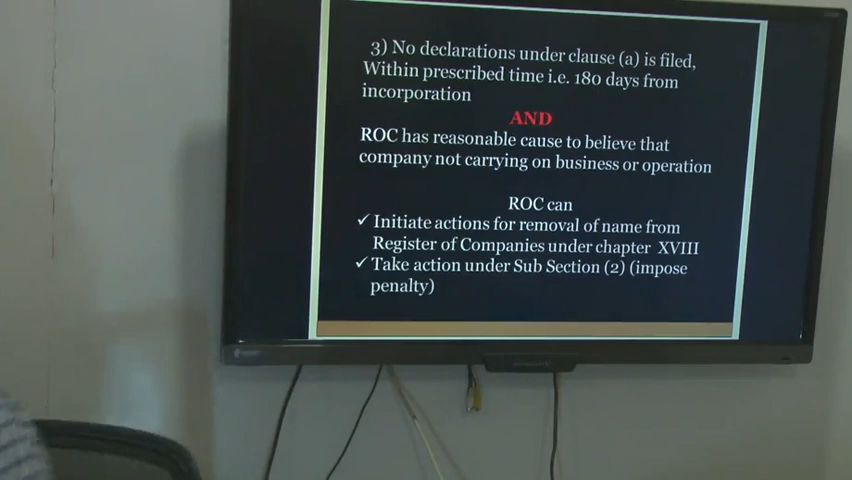 3) No declarations under clause (a) is filed,
Within prescribed time i.e. 180 days from
incorporation
AND
ROC has reasonable cause to believe that
company not carrying on business or operation
ROC can
✓ Initiate actions for removal of name from
Register of Companies under chapter XVIII
✓ Take action under Sub Section (2) (impose
penalty)